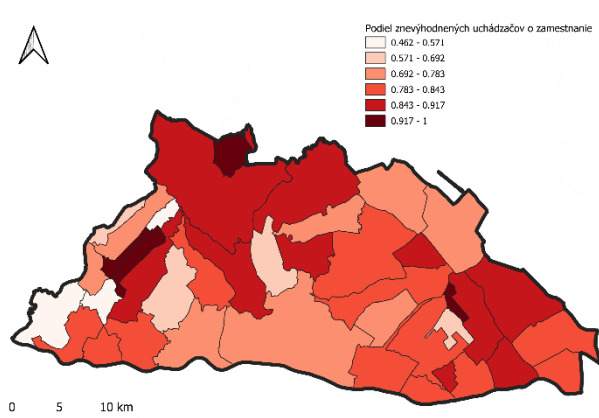 Podiel znevýhodnených uchádzačov o zamestnanie
0.462 - 0.571
0.571 - 0.692
0.692 - 0.783
0.783 - 0.843
0.843 - 0.917
0.917 - 1
0 5 10 km